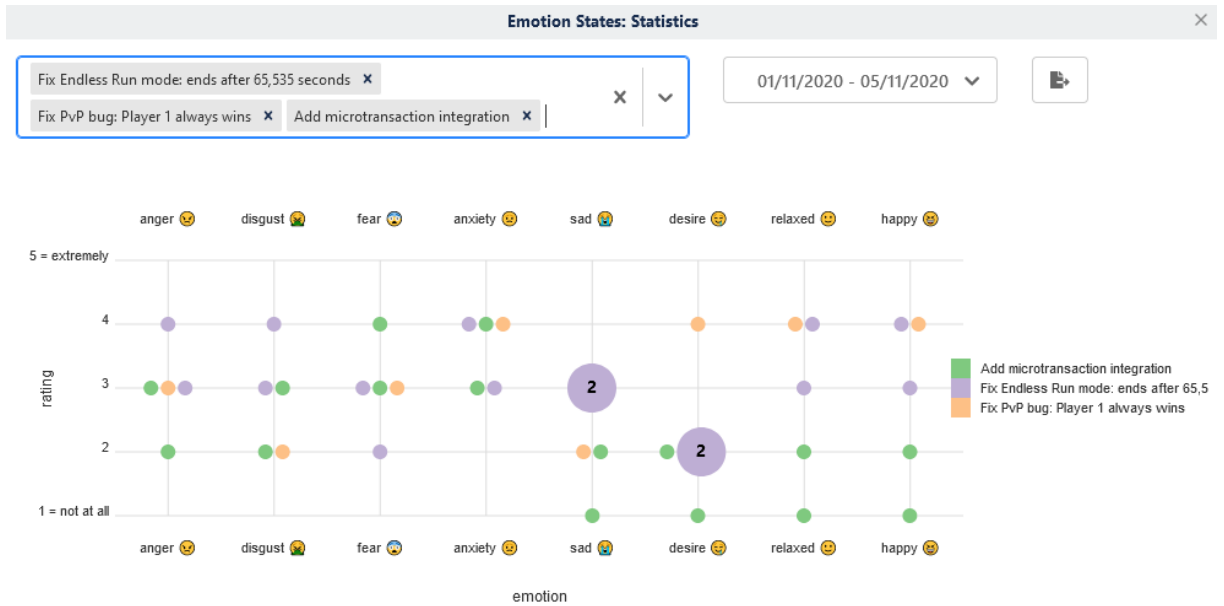 Emotion States: Statistics
Fix Endless Run mode: ends after 65,535 seconds
Fix PvP bug: Player 1 always wins Add microtransaction integration
01/11/2020 - 05/11/2020
anger 😠 disgust 🤮 fear 😨 anxiety 😟 sad 😭 desire 🤤 relaxed 🙂 happy 😆
5 = extremely
4
3
2
1 = not at all
rating
2
2
anger 😠 disgust 🤮 fear 😨 anxiety 😟 sad 😭 desire 🤤 relaxed 🙂 happy 😆
emotion
Add microtransaction integration
Fix Endless Run mode: ends after 65,5
Fix PvP bug: Player 1 always wins